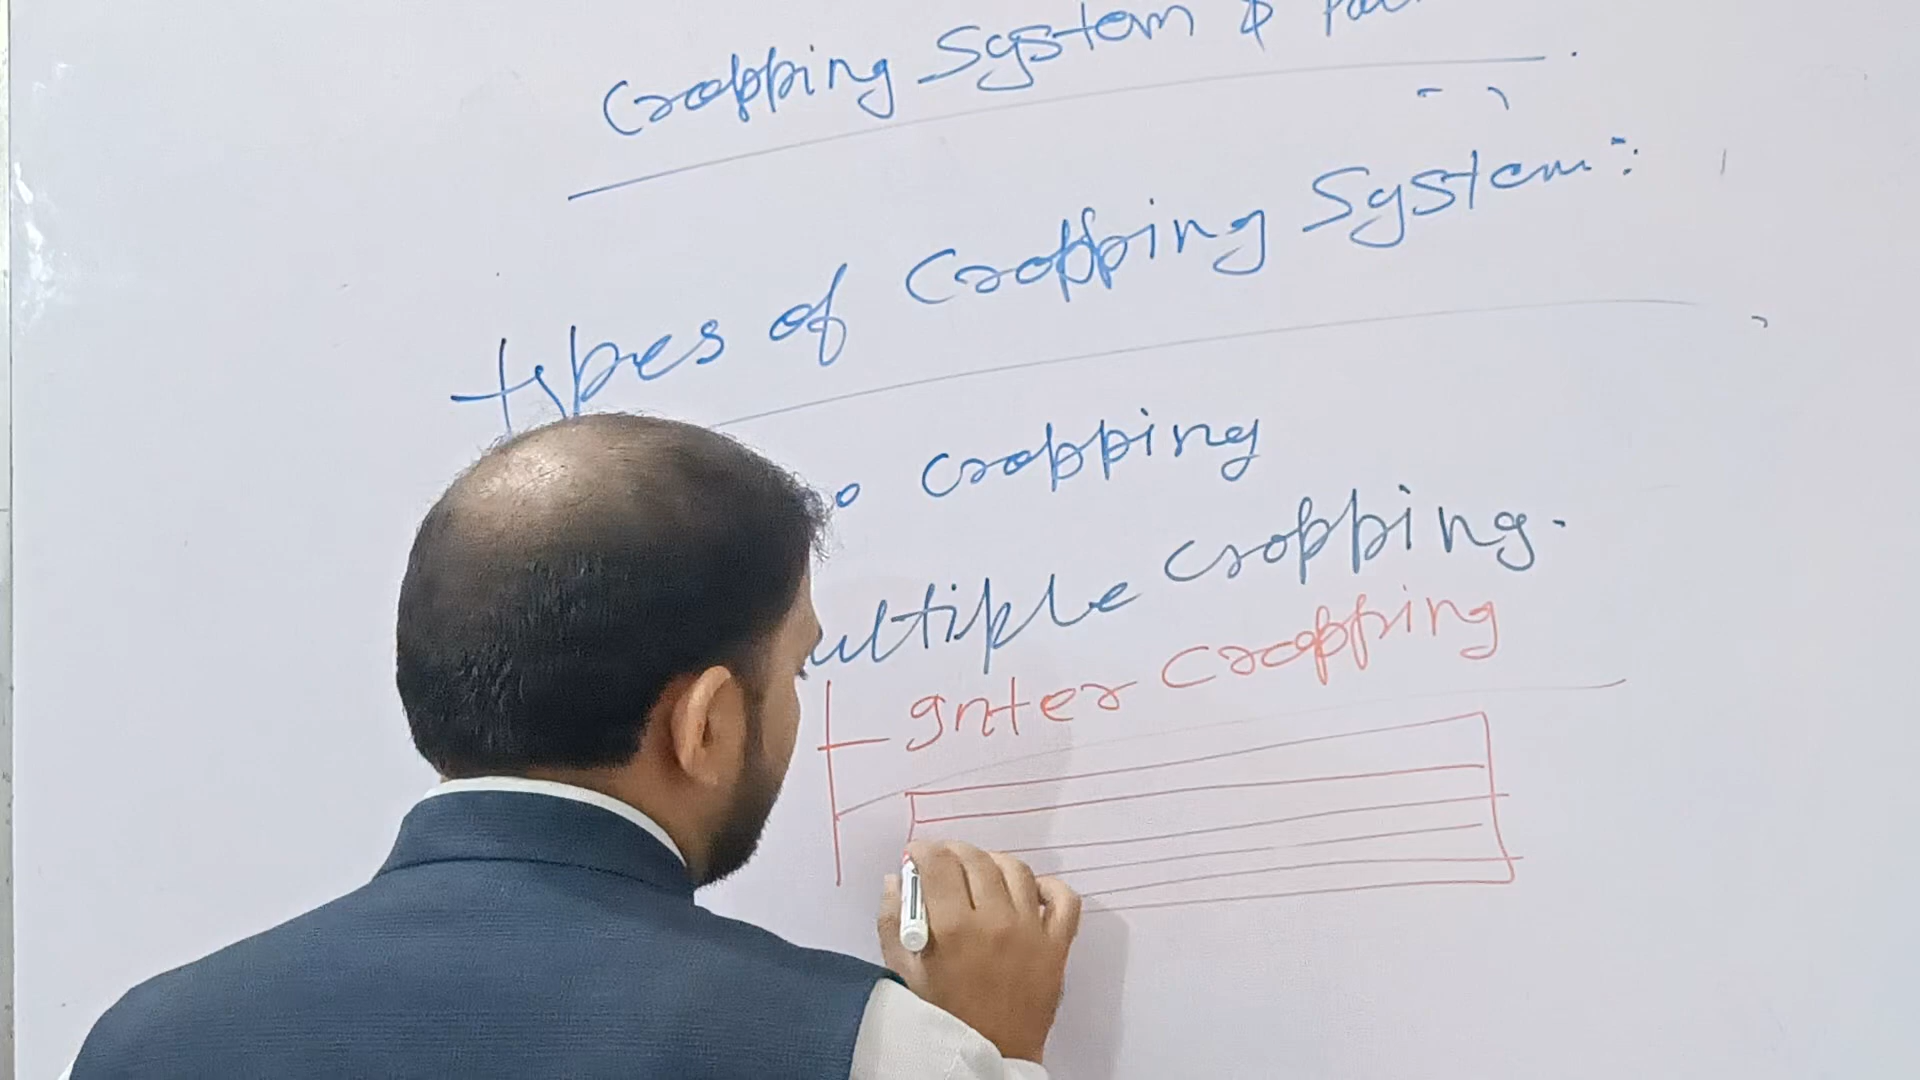 Cropping System &
Types of Cropping System:
cropping
ultiple cropping.
Inter cropping